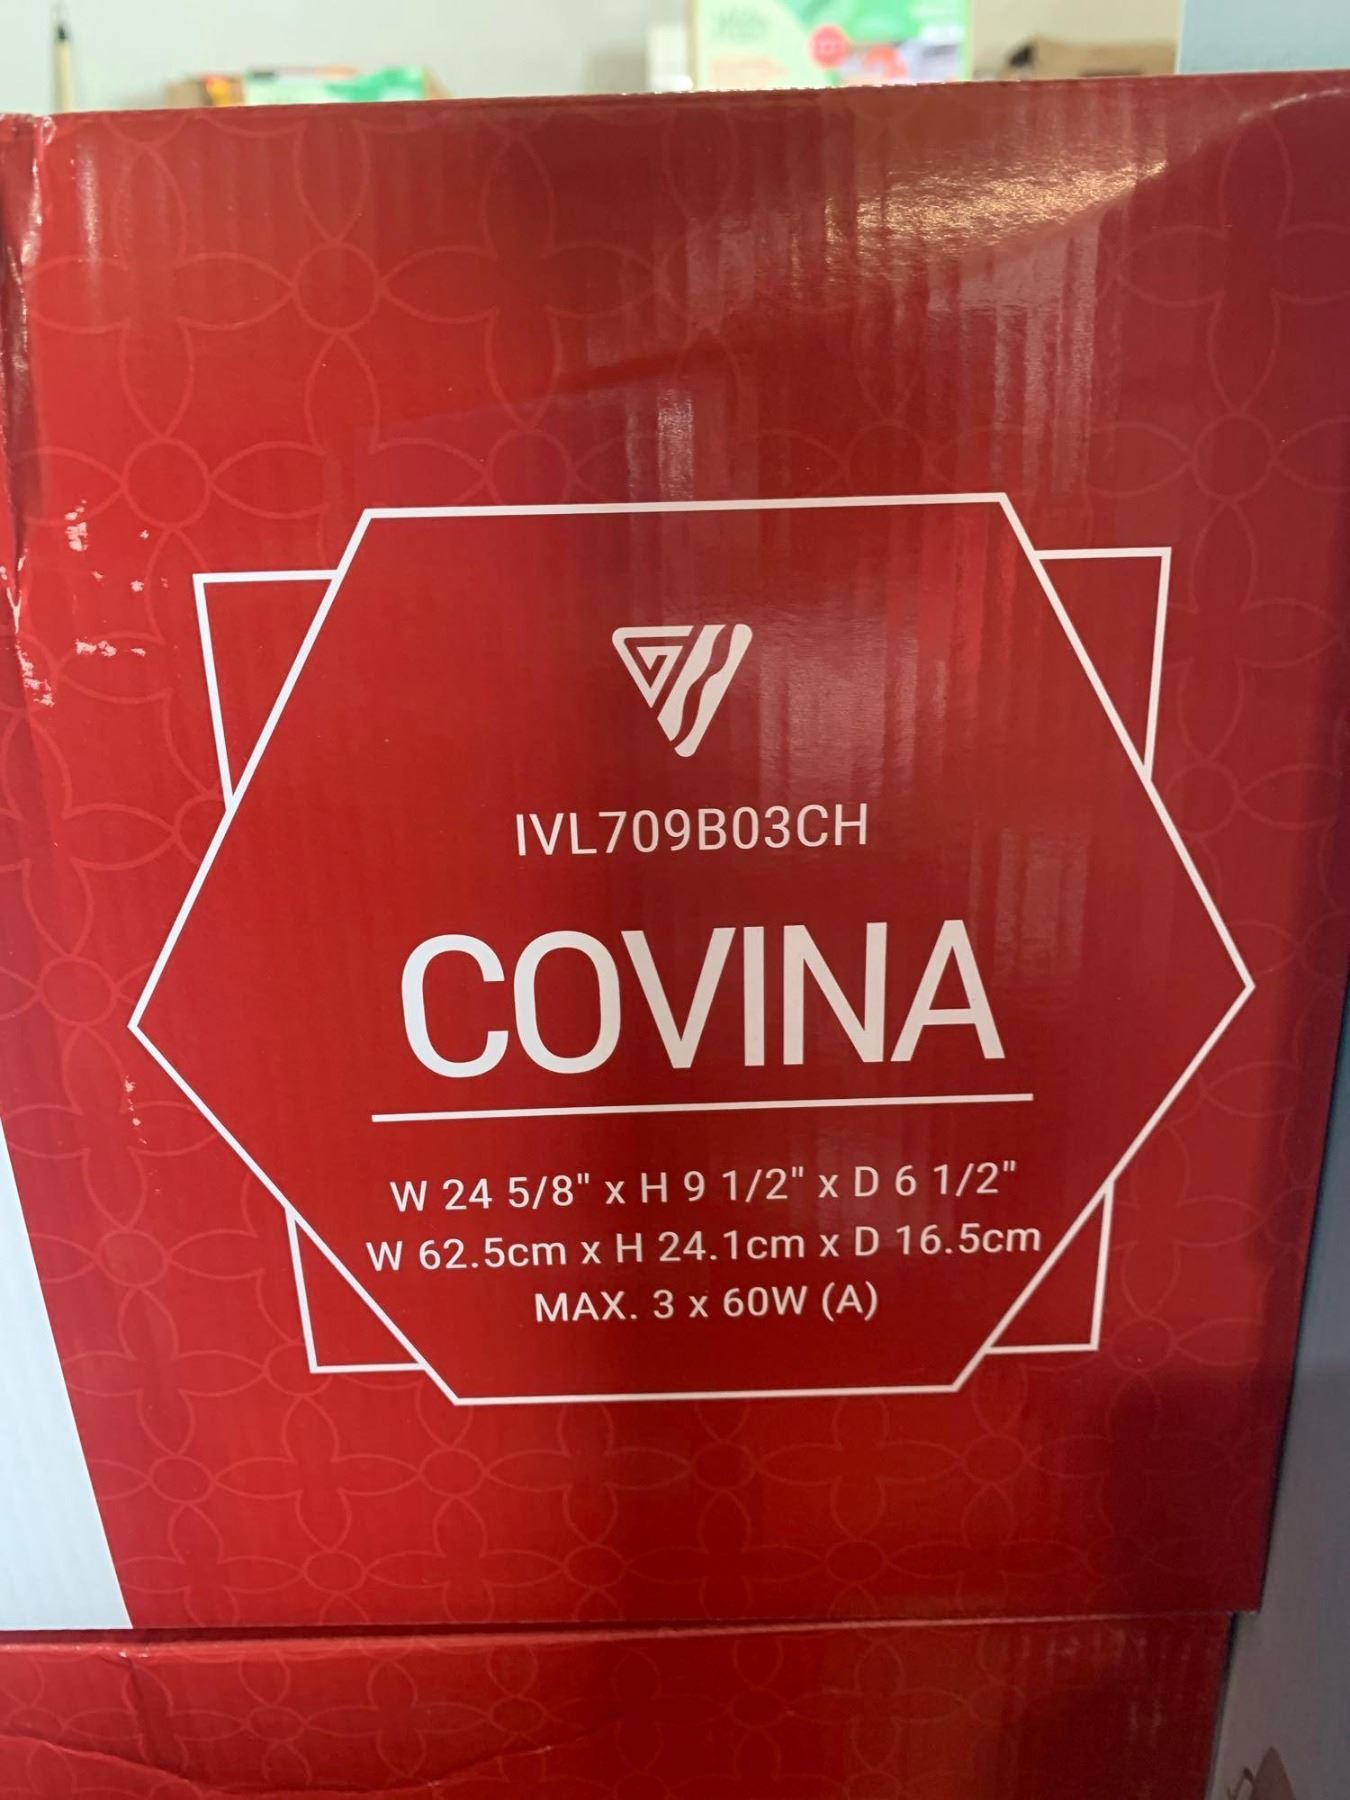 IVL709B03CH
COVINA
W 24 5/8" x H 9 1/2" x D 6 1/2"
W 62.5cm x H 24.1cm x D 16.5cm
MAX. 3 x 60W (A)